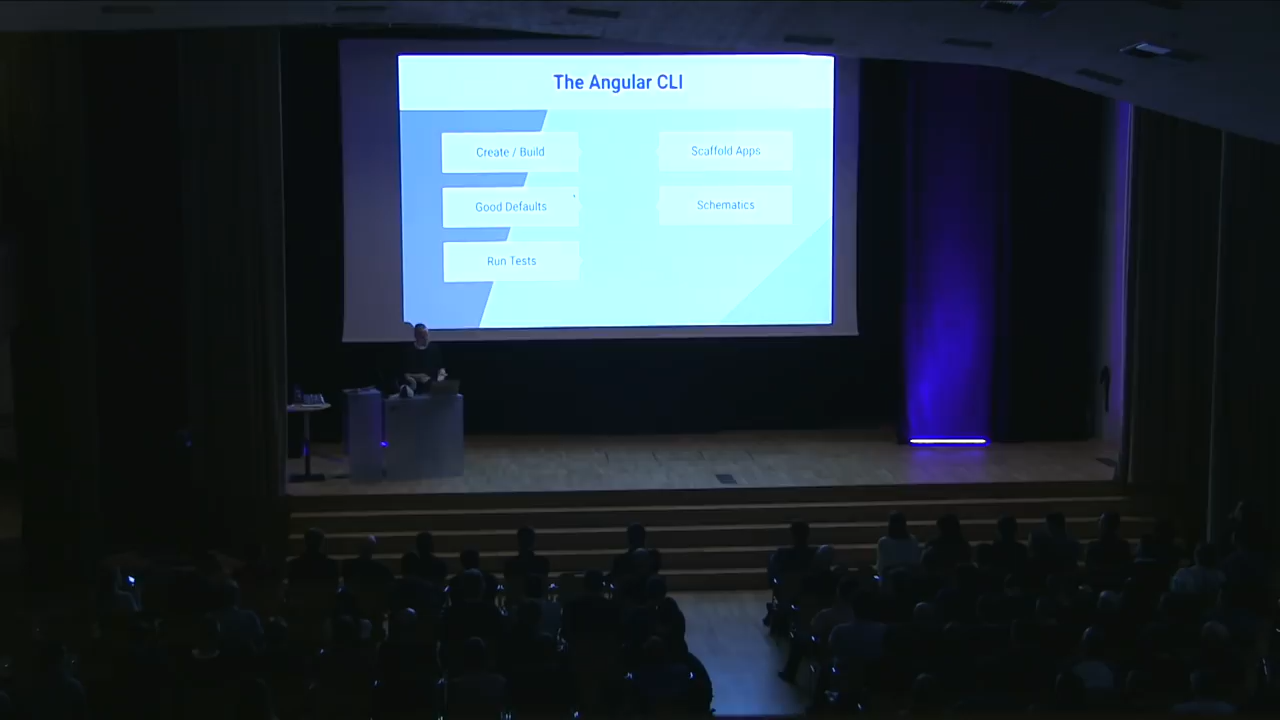 The Angular CLI
Create / Build
Good Defaults
Run Tests
Scaffold Apps
Schematics